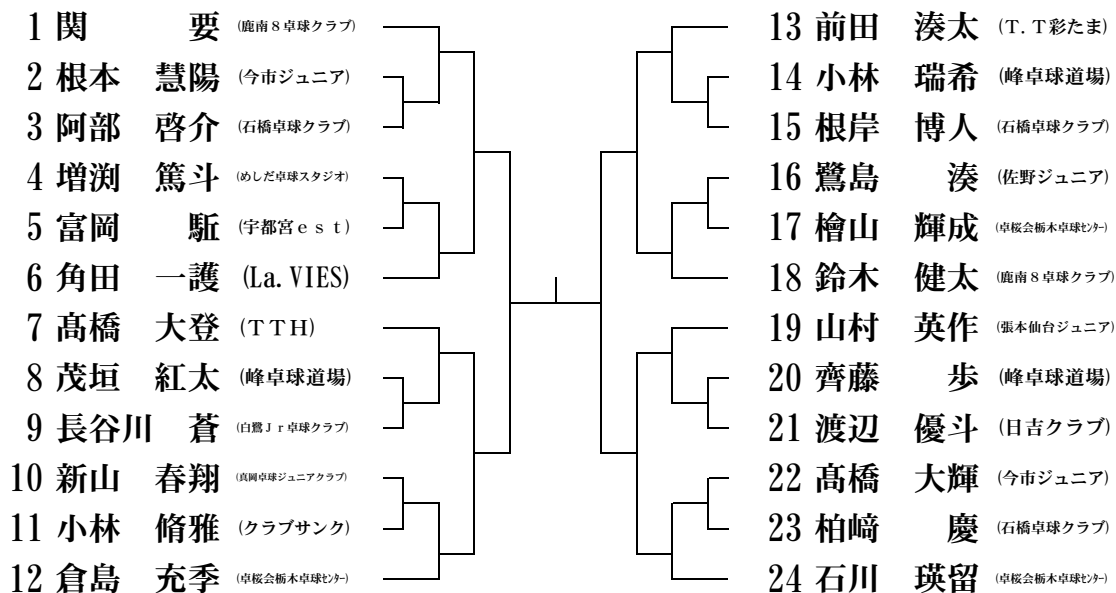 1 関　　要 (鹿南8卓球クラブ)
2 根本　慧陽 (今市ジュニア)
3 阿部　啓介 (石橋卓球クラブ)
4 増渕　篤斗 (めしだ卓球スタジオ)
5 富岡　　駈 (宇都宮ｅｓｔ)
6 角田　一護 (La. VIES)
7 髙橋　大登 (ＴＴＨ)
8 茂垣　紅太 (峰卓球道場)
9 長谷川　蒼 (白鷺Ｊｒ卓球クラブ)
10 新山　春翔 (真岡卓球ジュニアクラブ)
11 小林　脩雅 (クラブサンク)
12 倉島　充季 (卓桜会栃木卓球ｾﾝﾀｰ)
13 前田　湊太 (Ｔ．Ｔ彩たま)
14 小林　瑞希 (峰卓球道場)
15 根岸　博人 (石橋卓球クラブ)
16 鷺島　　湊 (佐野ジュニア)
17 檜山　輝成 (卓桜会栃木卓球ｾﾝﾀｰ)
18 鈴木　健太 (鹿南8卓球クラブ)
19 山村　英作 (張本仙台ジュニア)
20 齊藤　　歩 (峰卓球道場)
21 渡辺　優斗 (日吉クラブ)
22 髙橋　大輝 (今市ジュニア)
23 柏﨑　　慶 (石橋卓球クラブ)
24 石川　瑛留 (卓桜会栃木卓球ｾﾝﾀｰ)